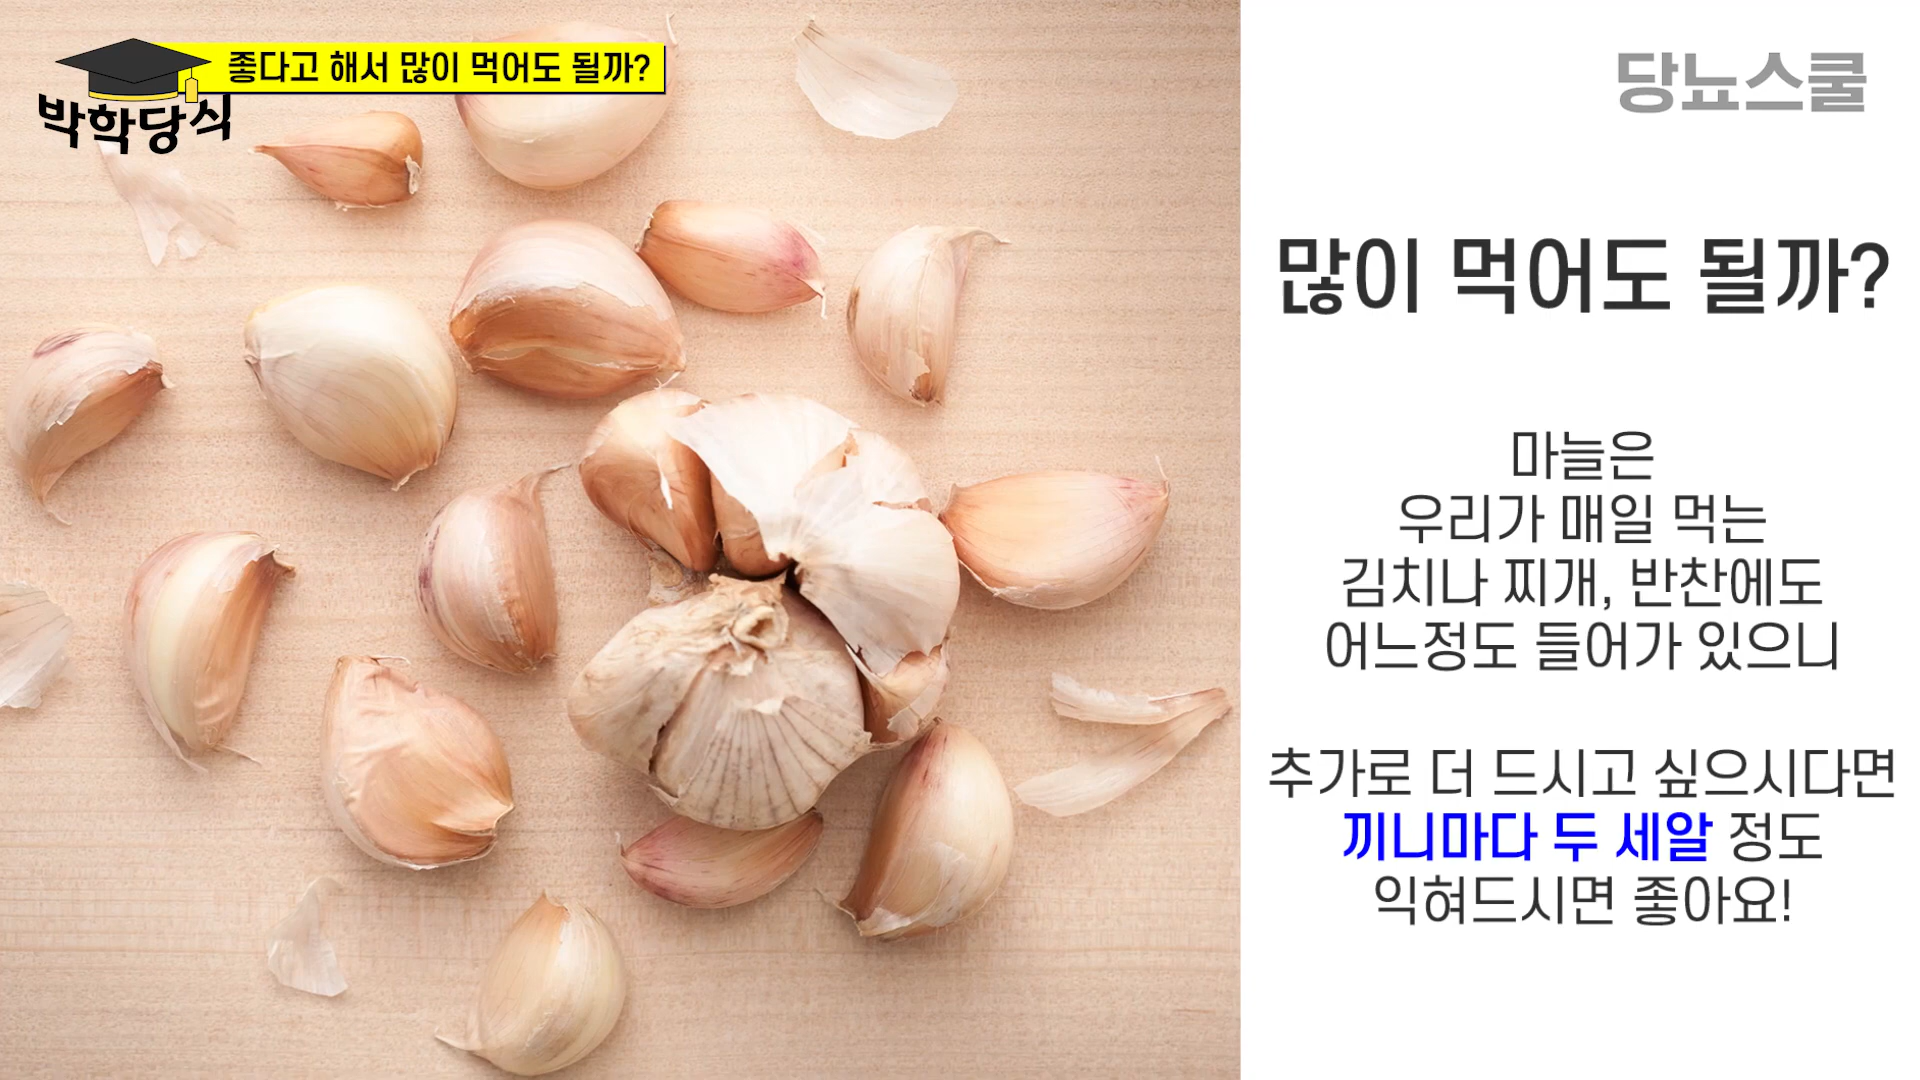 좋다고 해서 많이 먹어도 될까?
박학당식
당뇨스쿨
많이 먹어도 될까?
마늘은
우리가 매일 먹는
김치나 찌개, 반찬에도
어느정도 들어가 있으니
추가로 더 드시고 싶으시다면
끼니마다 두 세알 정도
익혀드시면 좋아요!